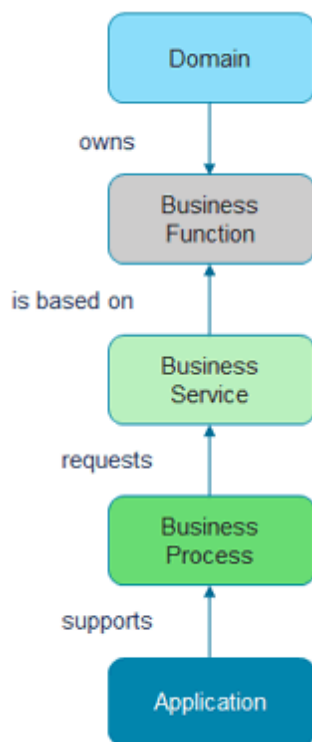 Domain
owns
Business
Function
is based on
Business
Service
requests
Business
Process
supports
Application